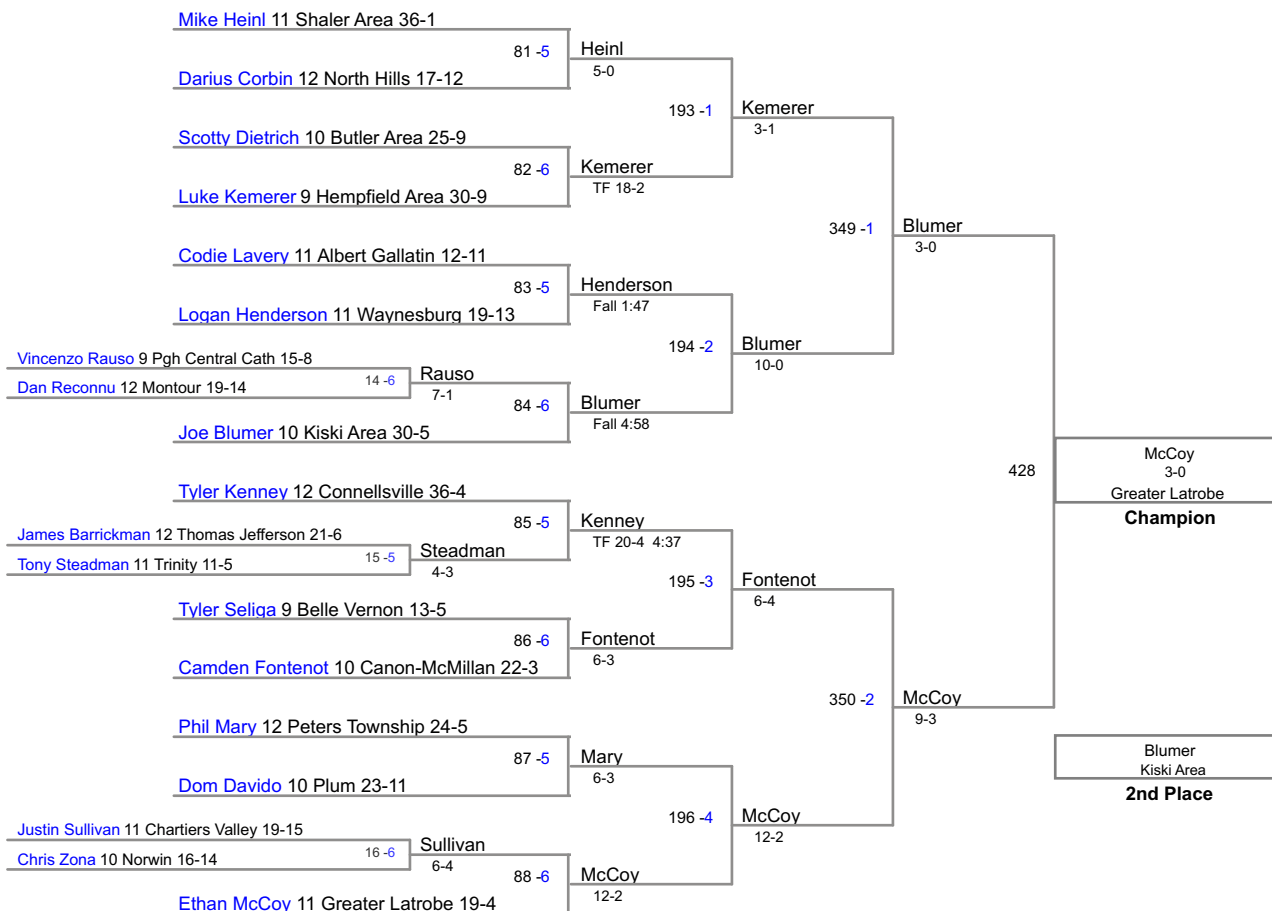 Mike Heinl 11 Shaler Area 36-1
81 -5
Heinl
5-0
Darius Corbin 12 North Hills 17-12
193 -1
Kemerer
3-1
Scotty Dietrich 10 Butler Area 25-9
82 -6
Kemerer
TF 18-2
Luke Kemerer 9 Hempfield Area 30-9
349 -1
Blumer
3-0
Codie Lavery 11 Albert Gallatin 12-11
83 -5
Henderson
Fall 1:47
Logan Henderson 11 Waynesburg 19-13
194 -2
Blumer
10-0
Vincenzo Rauso 9 Pgh Central Cath 15-8
14 -6
Rauso
7-1
Dan Reconnu 12 Montour 19-14
84 -6
Blumer
Fall 4:58
Joe Blumer 10 Kiski Area 30-5
428
McCoy
3-0
Greater Latrobe
Champion
Tyler Kenney 12 Connellsville 36-4
85 -5
Kenney
TF 20-4 4:37
James Barrickman 12 Thomas Jefferson 21-6
15 -5
Steadman
4-3
Tony Steadman 11 Trinity 11-5
195 -3
Fontenot
6-4
Tyler Seliga 9 Belle Vernon 13-5
86 -6
Fontenot
6-3
Camden Fontenot 10 Canon-McMillan 22-3
350 -2
McCoy
9-3
Phil Mary 12 Peters Township 24-5
87 -5
Mary
6-3
Dom Davido 10 Plum 23-11
Blumer
Kiski Area
2nd Place
196 -4
McCoy
12-2
Justin Sullivan 11 Chartiers Valley 19-15
16 -6
Sullivan
6-4
Chris Zona 10 Norwin 16-14
88 -6
McCoy
12-2
Ethan McCoy 11 Greater Latrobe 19-4